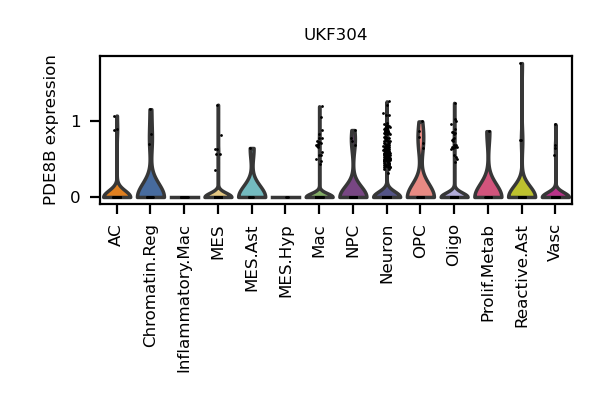 UKF304
PDE8B expression
1
0
AC
Chromatin.Reg
Inflammatory.Mac
MES
MES.Ast
MES.Hyp
Mac
NPC
Neuron
OPC
Oligo
Prolif.Metab
Reactive.Ast
Vasc